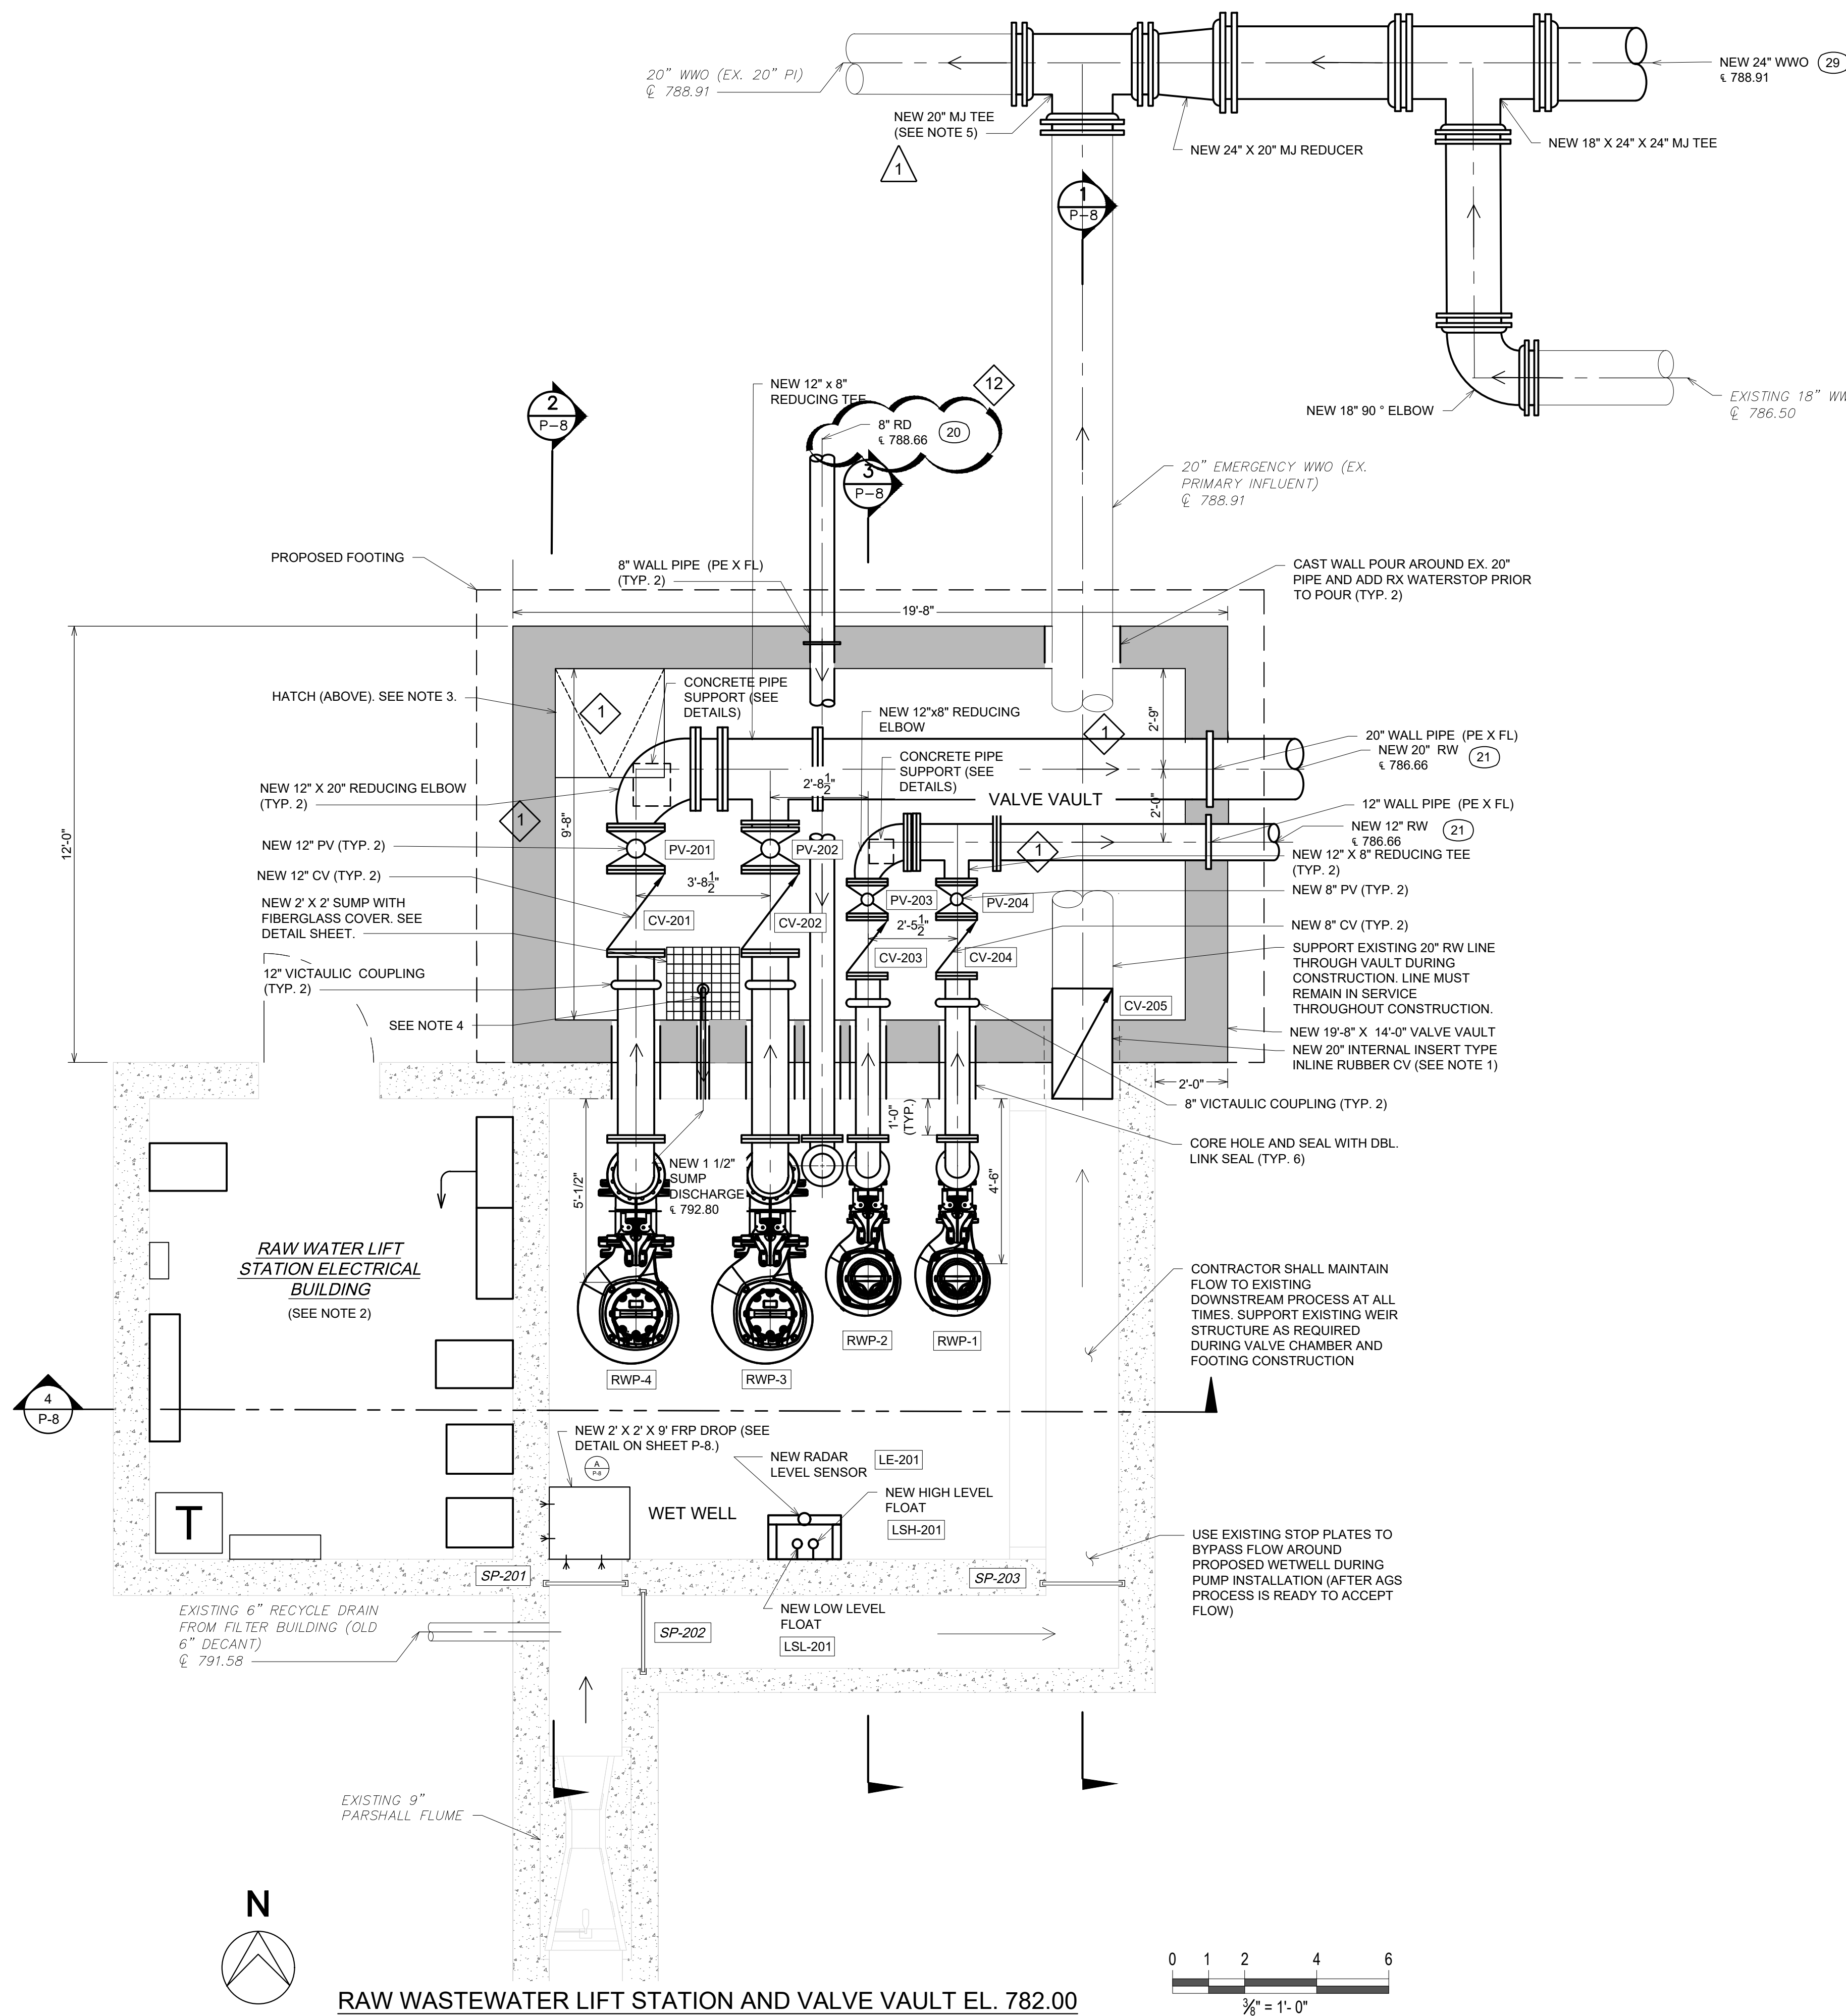 20" WWO (EX. 20" PI)
℄ 788.91
NEW 20" MJ TEE
(SEE NOTE 5)
1
NEW 24" X 20" MJ REDUCER
NEW 24" WWO
℄ 788.91
29
NEW 18" X 24" X 24" MJ TEE
1
P-8
NEW 18" 90 ° ELBOW
EXISTING 18" WW
℄ 786.50
2
P-8
NEW 12" x 8"
REDUCING TEE
12
8" RD
℄ 788.66
20
3
P-8
20" EMERGENCY WWO (EX.
PRIMARY INFLUENT)
℄ 788.91
PROPOSED FOOTING
8" WALL PIPE (PE X FL)
(TYP. 2)
CAST WALL POUR AROUND EX. 20"
PIPE AND ADD RX WATERSTOP PRIOR
TO POUR (TYP. 2)
19'-8"
HATCH (ABOVE). SEE NOTE 3.
1
CONCRETE PIPE
SUPPORT (SEE
DETAILS)
NEW 12"x8" REDUCING
ELBOW
1
2'-9"
20" WALL PIPE (PE X FL)
NEW 20" RW
℄ 786.66
21
CONCRETE PIPE
SUPPORT (SEE
DETAILS)
NEW 12" X 20" REDUCING ELBOW
(TYP. 2)
1
2'-8 1/2"
VALVE VAULT
2'-0"
12" WALL PIPE (PE X FL)
NEW 12" RW
℄ 786.66
21
12'-0"
9'-8"
NEW 12" PV (TYP. 2)
PV-201
PV-202
1
NEW 12" X 8" REDUCING TEE
(TYP. 2)
NEW 12" CV (TYP. 2)
3'-8 1/2"
PV-203
PV-204
NEW 8" PV (TYP. 2)
NEW 2' X 2' SUMP WITH
FIBERGLASS COVER. SEE
DETAIL SHEET.
CV-201
CV-202
2'-5 1/2"
NEW 8" CV (TYP. 2)
CV-203
CV-204
SUPPORT EXISTING 20" RW LINE
THROUGH VAULT DURING
CONSTRUCTION. LINE MUST
REMAIN IN SERVICE
THROUGHOUT CONSTRUCTION.
12" VICTAULIC COUPLING
(TYP. 2)
CV-205
SEE NOTE 4
NEW 19'-8" X 14'-0" VALVE VAULT
NEW 20" INTERNAL INSERT TYPE
INLINE RUBBER CV (SEE NOTE 1)
2'-0"
8" VICTAULIC COUPLING (TYP. 2)
1'-0"
(TYP.)
CORE HOLE AND SEAL WITH DBL.
LINK SEAL (TYP. 6)
5'-1/2"
NEW 1 1/2"
SUMP
DISCHARGE
℄ 792.80
4'-6"
RAW WATER LIFT
STATION ELECTRICAL
BUILDING
(SEE NOTE 2)
CONTRACTOR SHALL MAINTAIN
FLOW TO EXISTING
DOWNSTREAM PROCESS AT ALL
TIMES. SUPPORT EXISTING WEIR
STRUCTURE AS REQUIRED
DURING VALVE CHAMBER AND
FOOTING CONSTRUCTION
RWP-4
RWP-3
RWP-2
RWP-1
4
P-8
NEW 2' X 2' X 9' FRP DROP (SEE
DETAIL ON SHEET P-8.)
A
P-8
NEW RADAR
LEVEL SENSOR
LE-201
T
WET WELL
NEW HIGH LEVEL
FLOAT
LSH-201
USE EXISTING STOP PLATES TO
BYPASS FLOW AROUND
PROPOSED WETWELL DURING
PUMP INSTALLATION (AFTER AGS
PROCESS IS READY TO ACCEPT
FLOW)
SP-201
SP-203
EXISTING 6" RECYCLE DRAIN
FROM FILTER BUILDING (OLD
6" DECANT)
℄ 791.58
SP-202
NEW LOW LEVEL
FLOAT
LSL-201
EXISTING 9"
PARSHALL FLUME
N
RAW WASTEWATER LIFT STATION AND VALVE VAULT EL. 782.00
0 1 2 4 6
3/8" = 1'- 0"